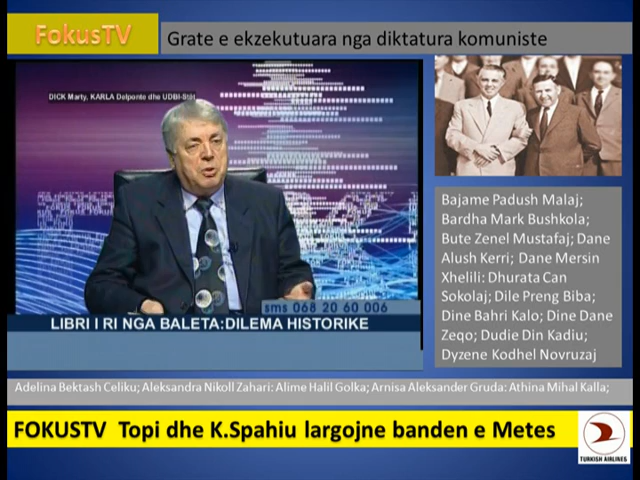 FokusTV
Grate e ekzekutuara nga diktatura komuniste
DICK Marty, KARLA Delponte dhe UDBI-Stit
sms 068 20 60 006
LIBRI I RI NGA BALETA:DILEMA HISTORIKE
Bajame Padush Malaj;
Bardha Mark Bushkola;
Bute Zenel Mustafaj; Dane
Alush Kerri; Dane Mersin
Xhelili: Dhurata Can
Sokolaj; Dile Preng Biba;
Dine Bahri Kalo; Dine Dane
Zeqo; Dudie Din Kadiu;
Dyzene Kodhel Novruzaj
Adelina Bektash Celiku; Aleksandra Nikoll Zahari: Alime Halil Golka; Arnisa Aleksander Gruda: Athina Mihal Kalla;
FOKUSTV Topi dhe K.Spahiu largojne banden e Metes
TURKISH AIRLINES